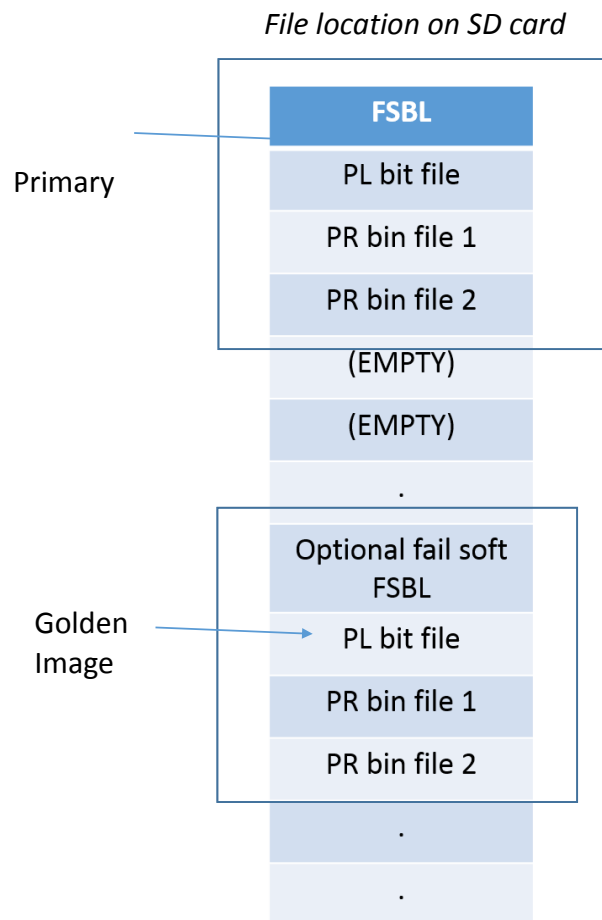 File location on SD card
FSBL
PL bit file
Primary
PR bin file 1
PR bin file 2
(EMPTY)
(EMPTY)
.
Optional fail soft
FSBL
Golden
Image
PL bit file
PR bin file 1
PR bin file 2
.
.